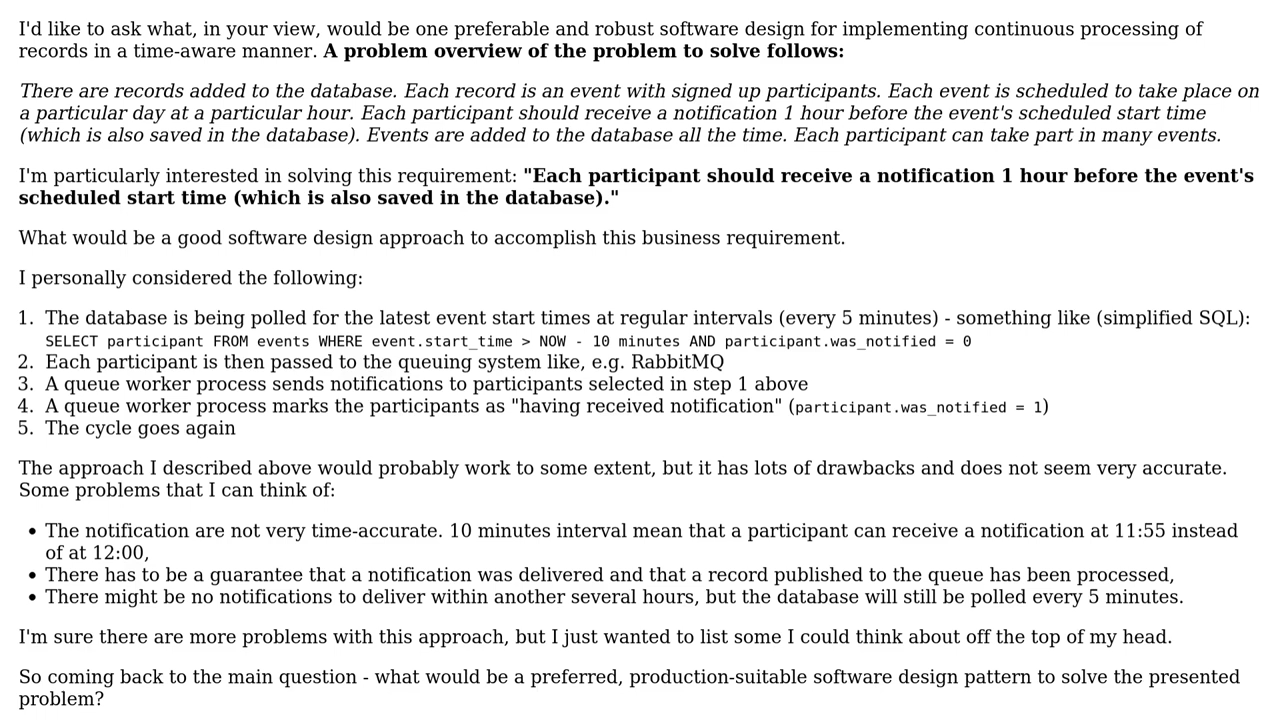 I'd like to ask what, in your view, would be one preferable and robust software design for implementing continuous processing of
records in a time-aware manner. A problem overview of the problem to solve follows:
There are records added to the database. Each record is an event with signed up participants. Each event is scheduled to take place on
a particular day at a particular hour. Each participant should receive a notification 1 hour before the event's scheduled start time
(which is also saved in the database). Events are added to the database all the time. Each participant can take part in many events.
I'm particularly interested in solving this requirement: "Each participant should receive a notification 1 hour before the event's
scheduled start time (which is also saved in the database)."
What would be a good software design approach to accomplish this business requirement.
I personally considered the following:
1. The database is being polled for the latest event start times at regular intervals (every 5 minutes) - something like (simplified SQL):
SELECT participant FROM events WHERE event.start_time > NOW - 10 minutes AND participant.was_notified = 0
2. Each participant is then passed to the queuing system like, e.g. RabbitMQ
3. A queue worker process sends notifications to participants selected in step 1 above
4. A queue worker process marks the participants as "having received notification" (participant.was_notified = 1)
5. The cycle goes again
The approach I described above would probably work to some extent, but it has lots of drawbacks and does not seem very accurate.
Some problems that I can think of:
• The notification are not very time-accurate. 10 minutes interval mean that a participant can receive a notification at 11:55 instead
of at 12:00,
• There has to be a guarantee that a notification was delivered and that a record published to the queue has been processed,
• There might be no notifications to deliver within another several hours, but the database will still be polled every 5 minutes.
I'm sure there are more problems with this approach, but I just wanted to list some I could think about off the top of my head.
So coming back to the main question - what would be a preferred, production-suitable software design pattern to solve the presented
problem?